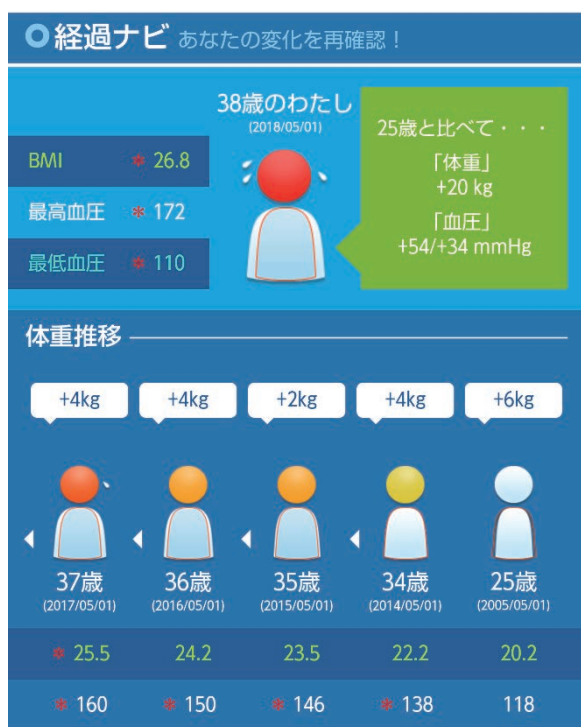 経過ナビ あなたの変化を再確認！
38歳のわたし
(2018/05/01)
BMI * 26.8
最高血圧 * 172
最低血圧 * 110
25歳と比べて・・・
「体重」
+20 kg
「血圧」
+54/+34 mmHg
体重推移
+4kg +4kg +2kg +4kg +6kg
37歳 36歳 35歳 34歳 25歳
(2017/05/01) (2016/05/01) (2015/05/01) (2014/05/01) (2005/05/01)
* 25.5 24.2 23.5 22.2 20.2
* 160 * 150 * 146 * 138 118